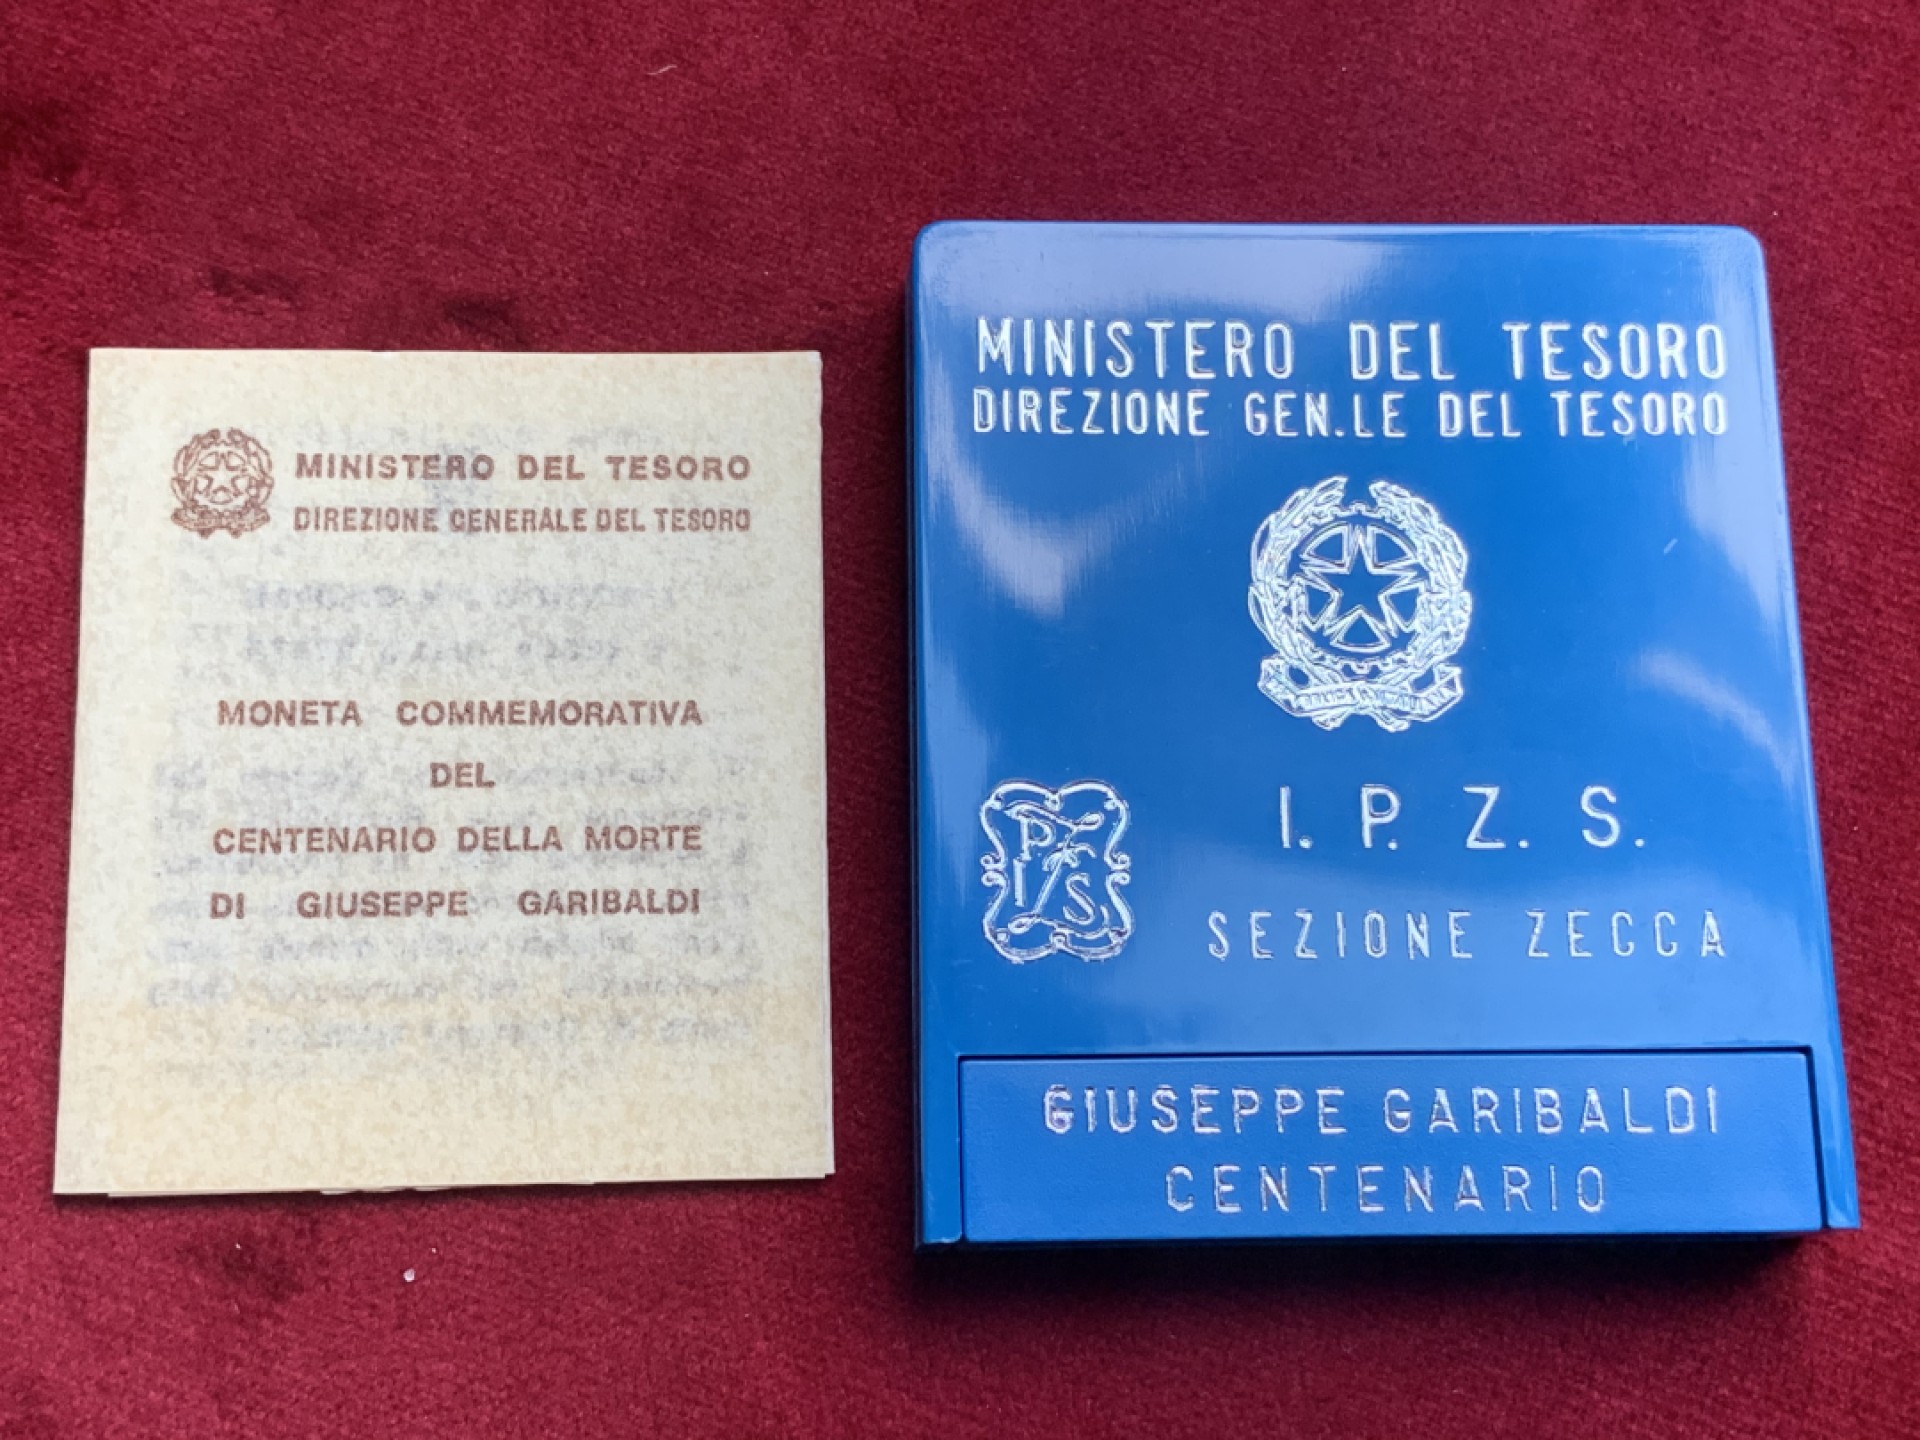 MINISTERO DEL TESORO
DIREZIONE GENERALE DEL TESORO
MONETA COMMEMORATIVA
DEL
CENTENARIO DELLA MORTE
DI GIUSEPPE GARIBALDI
MINISTERO DEL TESORO
DIREZIONE GEN.LE DEL TESORO
I. P. Z. S.
SEZIONE ZECCA
GIUSEPPE GARIBALDI
CENTENARIO